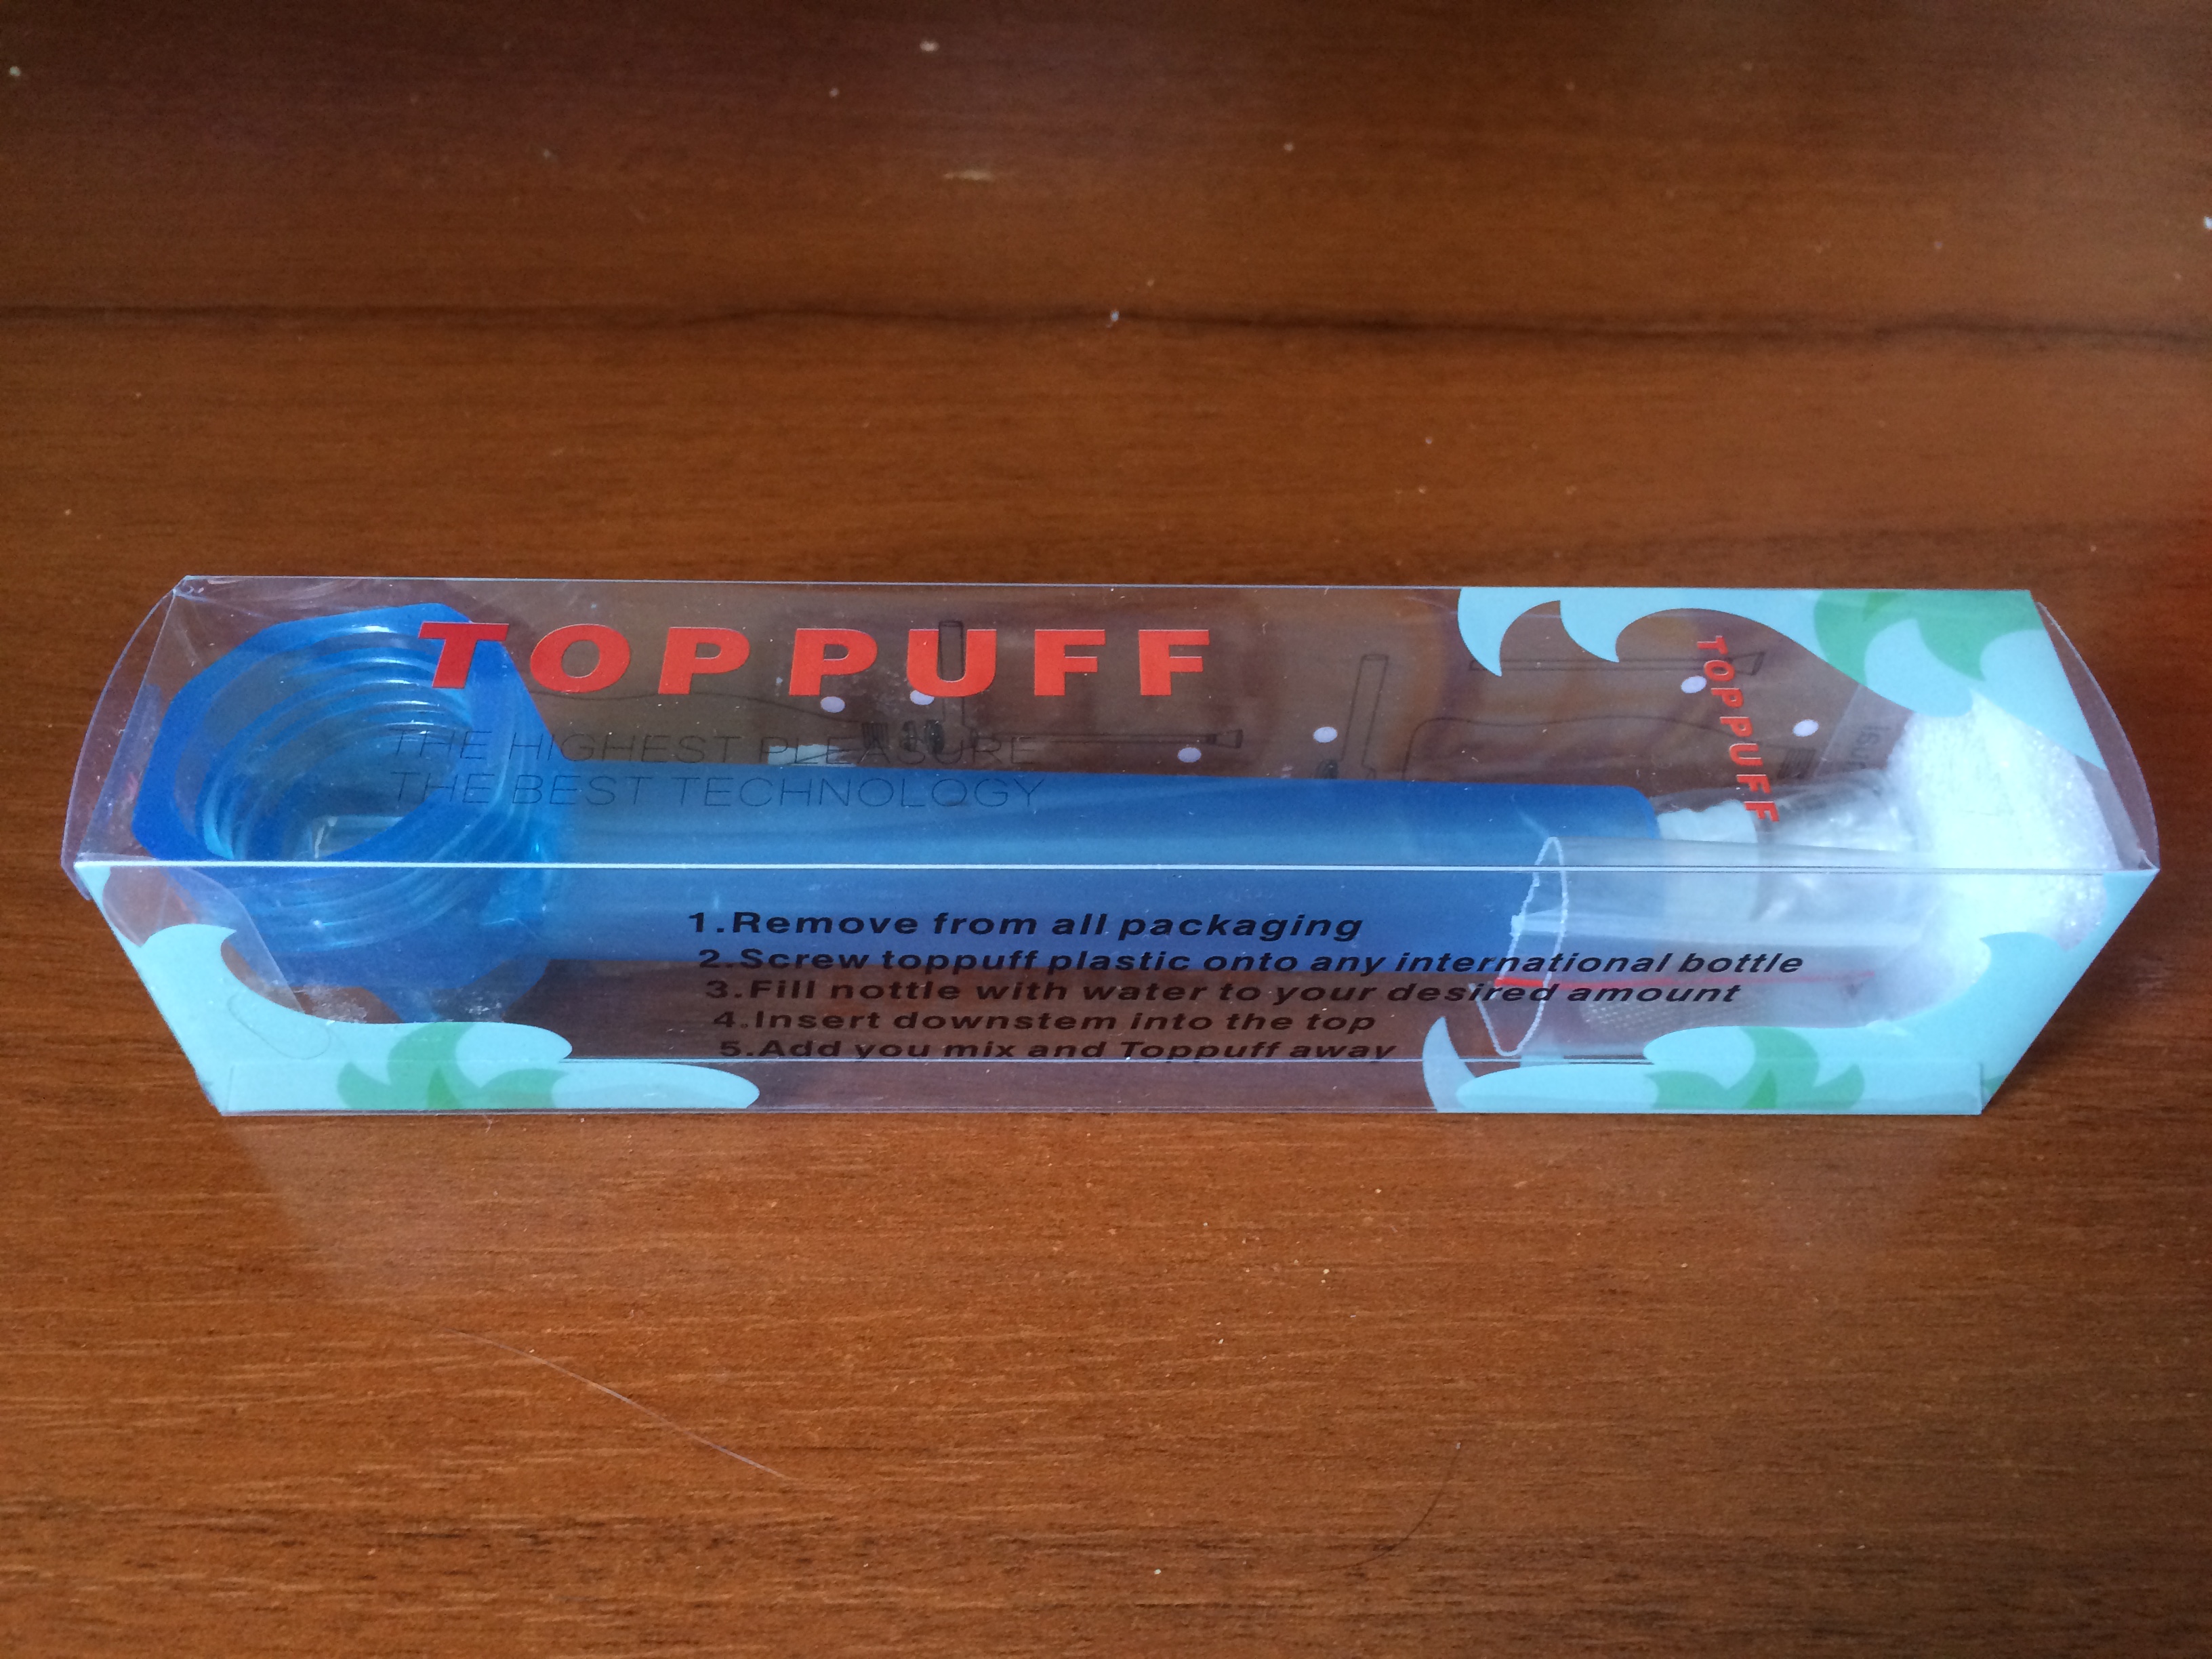 TOPPUFF
THE HIGHEST PLEASURE
THE BEST TECHNOLOGY
TOPPUFF
1.Remove from all packaging
2.Screw toppuff plastic onto any international bottle
3.Fill nottle with water to your desired amount
4.Insert downstem into the top
5.Add you mix and Toppuff away